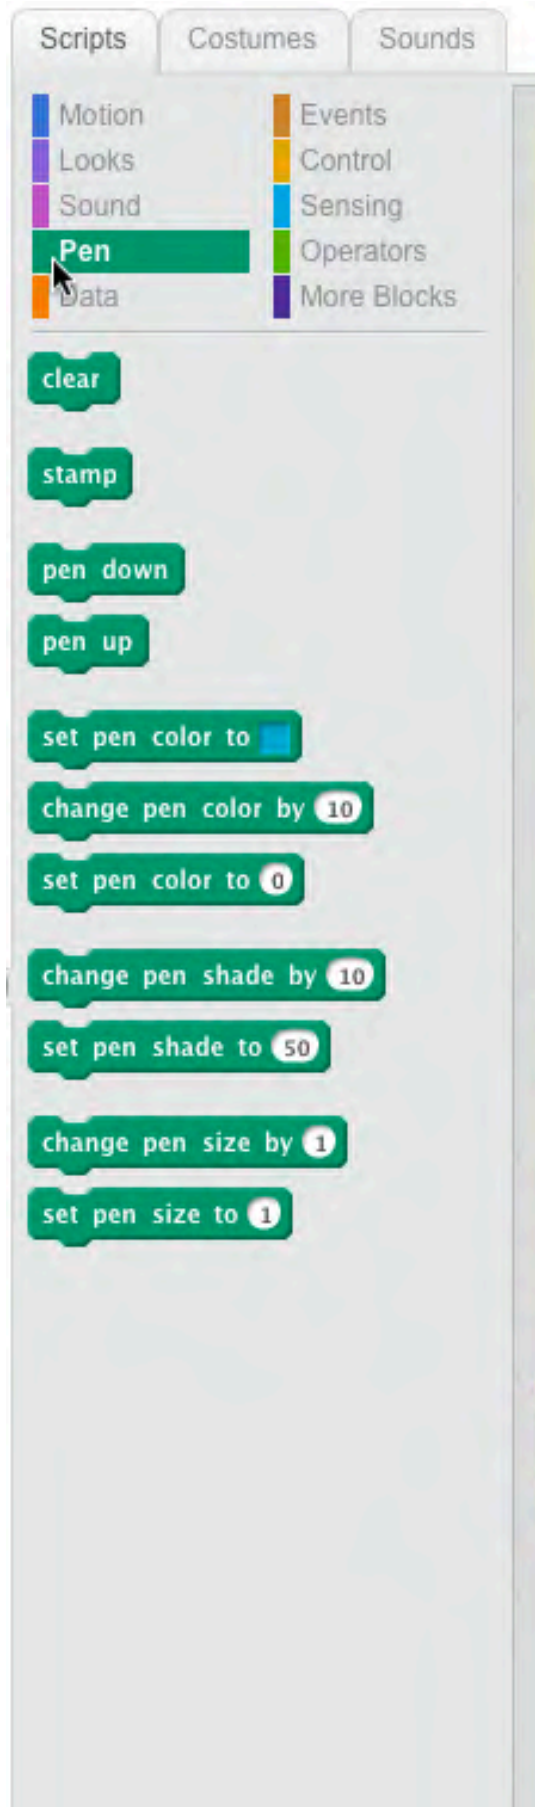 Scripts Costumes Sounds
Motion Events
Looks Control
Sound Sensing
Pen Operators
Data More Blocks
clear
stamp
pen down
pen up
set pen color to
change pen color by 10
set pen color to 0
change pen shade by 10
set pen shade to 50
change pen size by 1
set pen size to 1